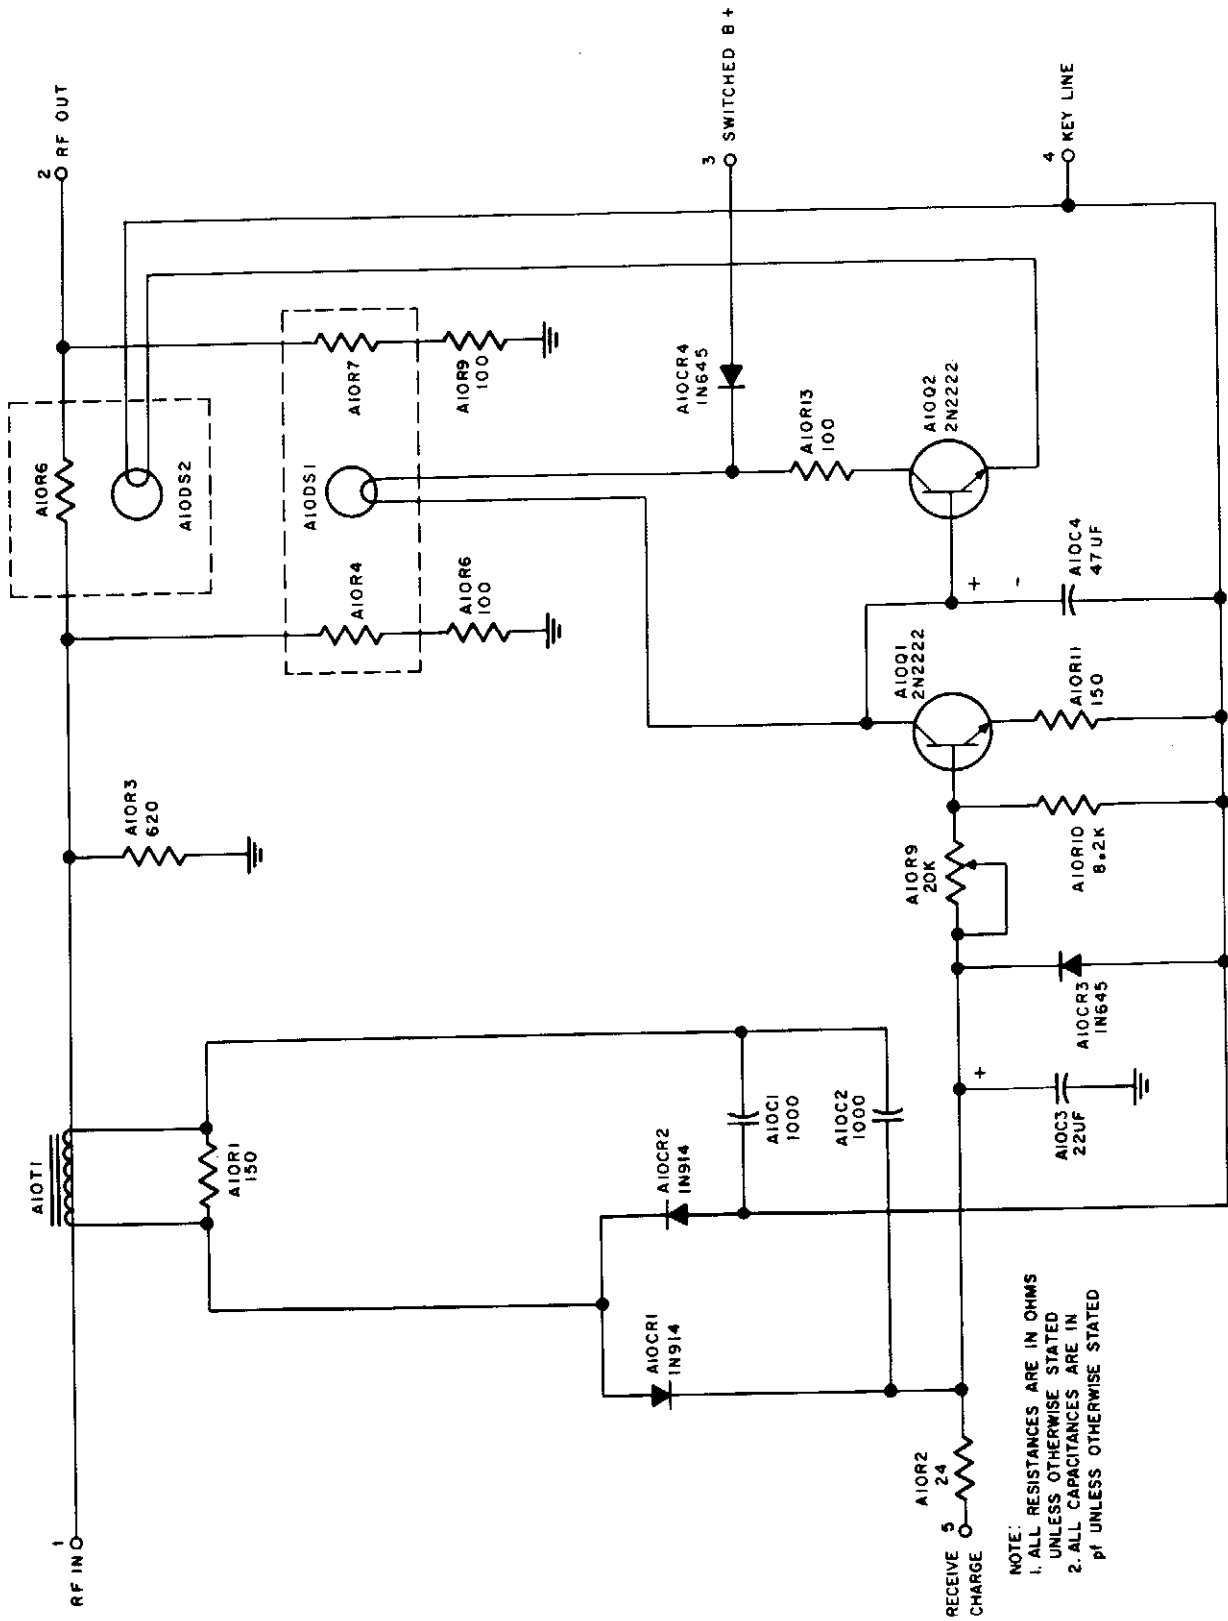 RF IN
1
A10T1
A10R1
150
A10R3
620
A10R6
A10DS2
2
RF OUT
A10R4
A10DS1
A10R7
A10R6
100
A10R9
100
A10CR1
1N914
A10CR2
1N914
A10C1
1000
A10C2
1000
A10CR4
1N645
3
SWITCHED B+
A10R13
100
A10Q1
2N2222
A10Q2
2N2222
RECEIVE
CHARGE
5
A10R2
24
A10R9
20K
+
A10C3
22UF
A10CR3
1N645
A10R10
8.2K
A10R11
150
+
-
A10C4
47UF
4
KEY LINE
NOTE:
1. ALL RESISTANCES ARE IN OHMS
UNLESS OTHERWISE STATED
2. ALL CAPACITANCES ARE IN
pf UNLESS OTHERWISE STATED